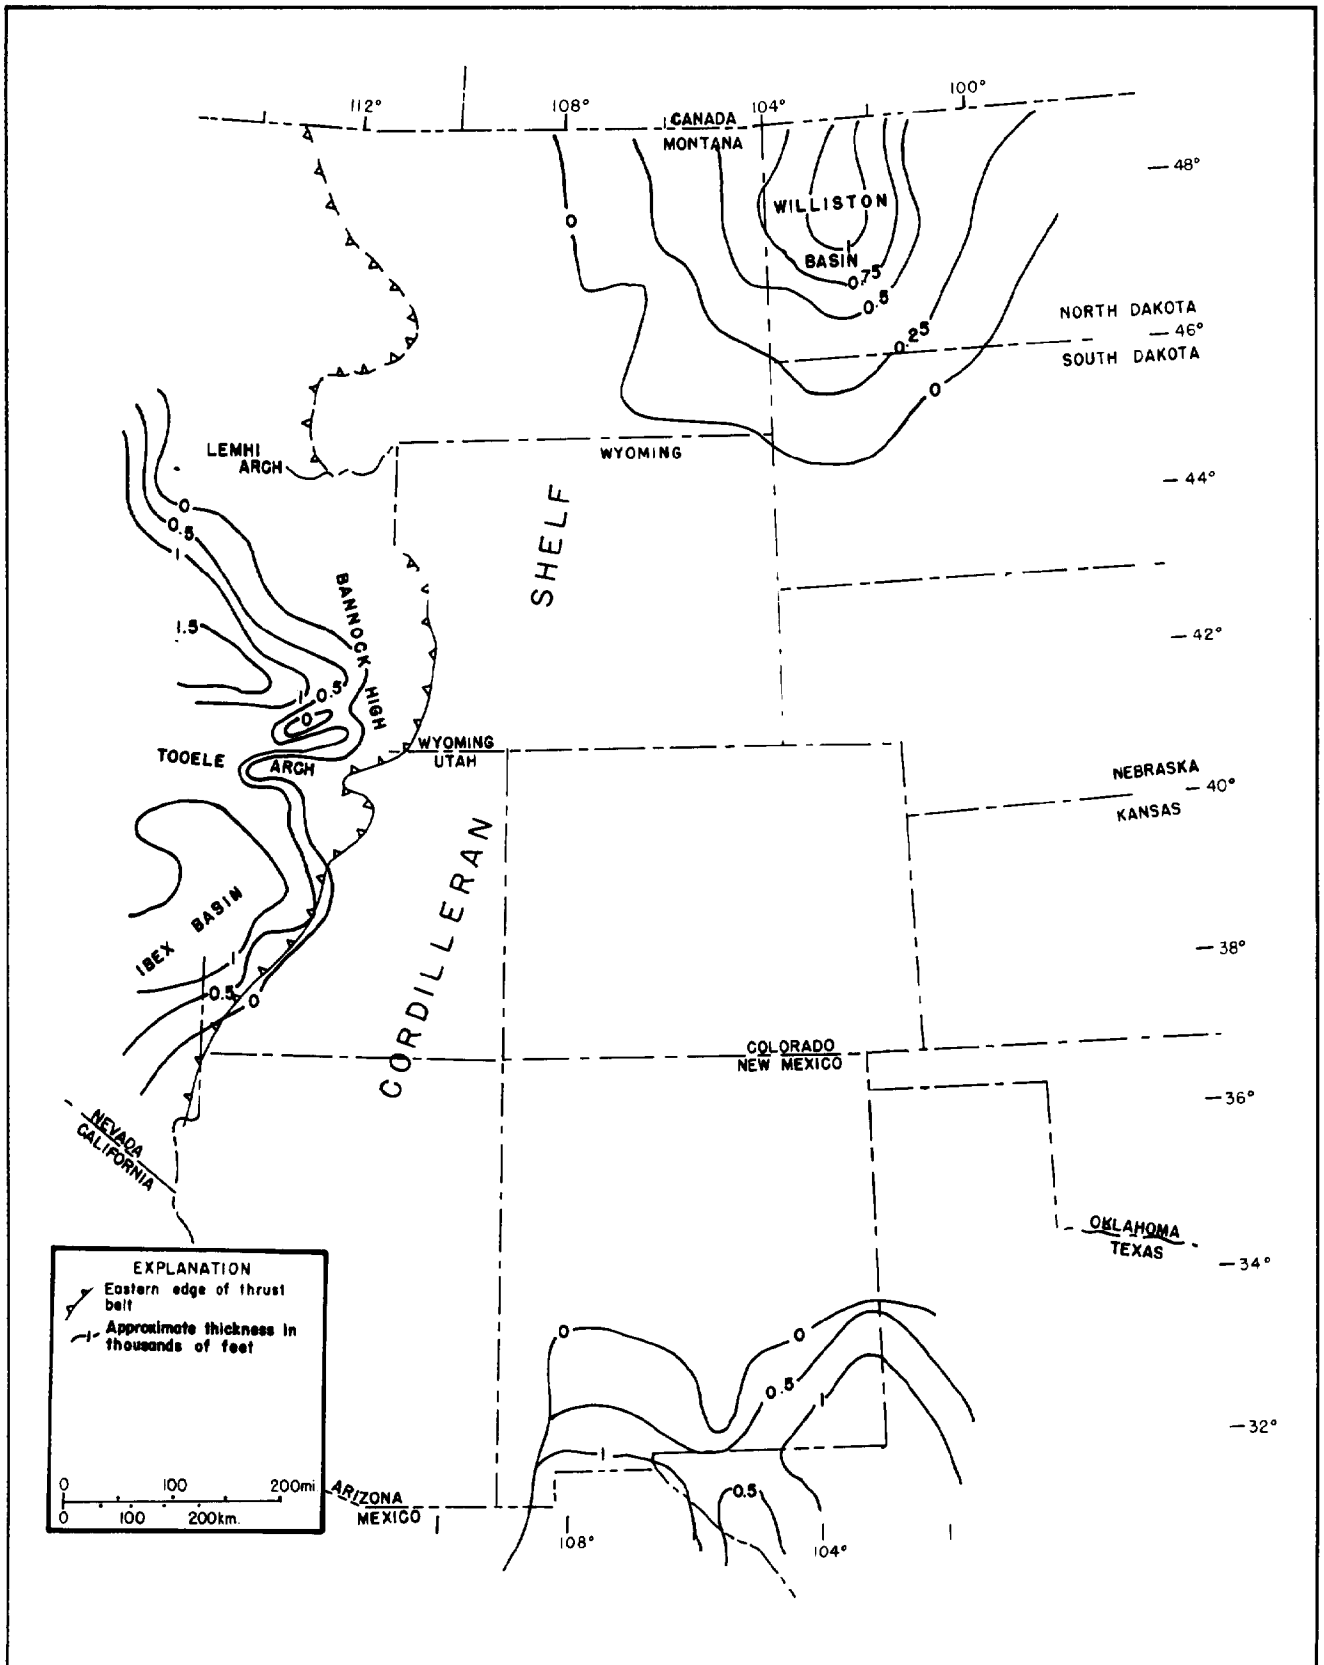 112°
108°
104°
100°
CANADA
MONTANA
48°
WILLISTON
0
1
BASIN
0.75
0.5
NORTH DAKOTA
0.25
46°
SOUTH DAKOTA
0
LEMHI
ARCH
WYOMING
44°
0
0.5
1
SHELF
BANNOCK HIGH
1.5
42°
1
0.5
0
TOOELE ARCH
WYOMING
UTAH
NEBRASKA
40°
KANSAS
CORDILLERAN
IBEX BASIN
38°
1
0.5
0
COLORADO
NEW MEXICO
36°
NEVADA
CALIFORNIA
OKLAHOMA
TEXAS
34°
EXPLANATION
Eastern edge of thrust
belt
1
Approximate thickness in
thousands of feet
0
0
0.5
1
32°
1
0.5
0 100 200mi.
0 100 200km.
ARIZONA
MEXICO
108°
104°